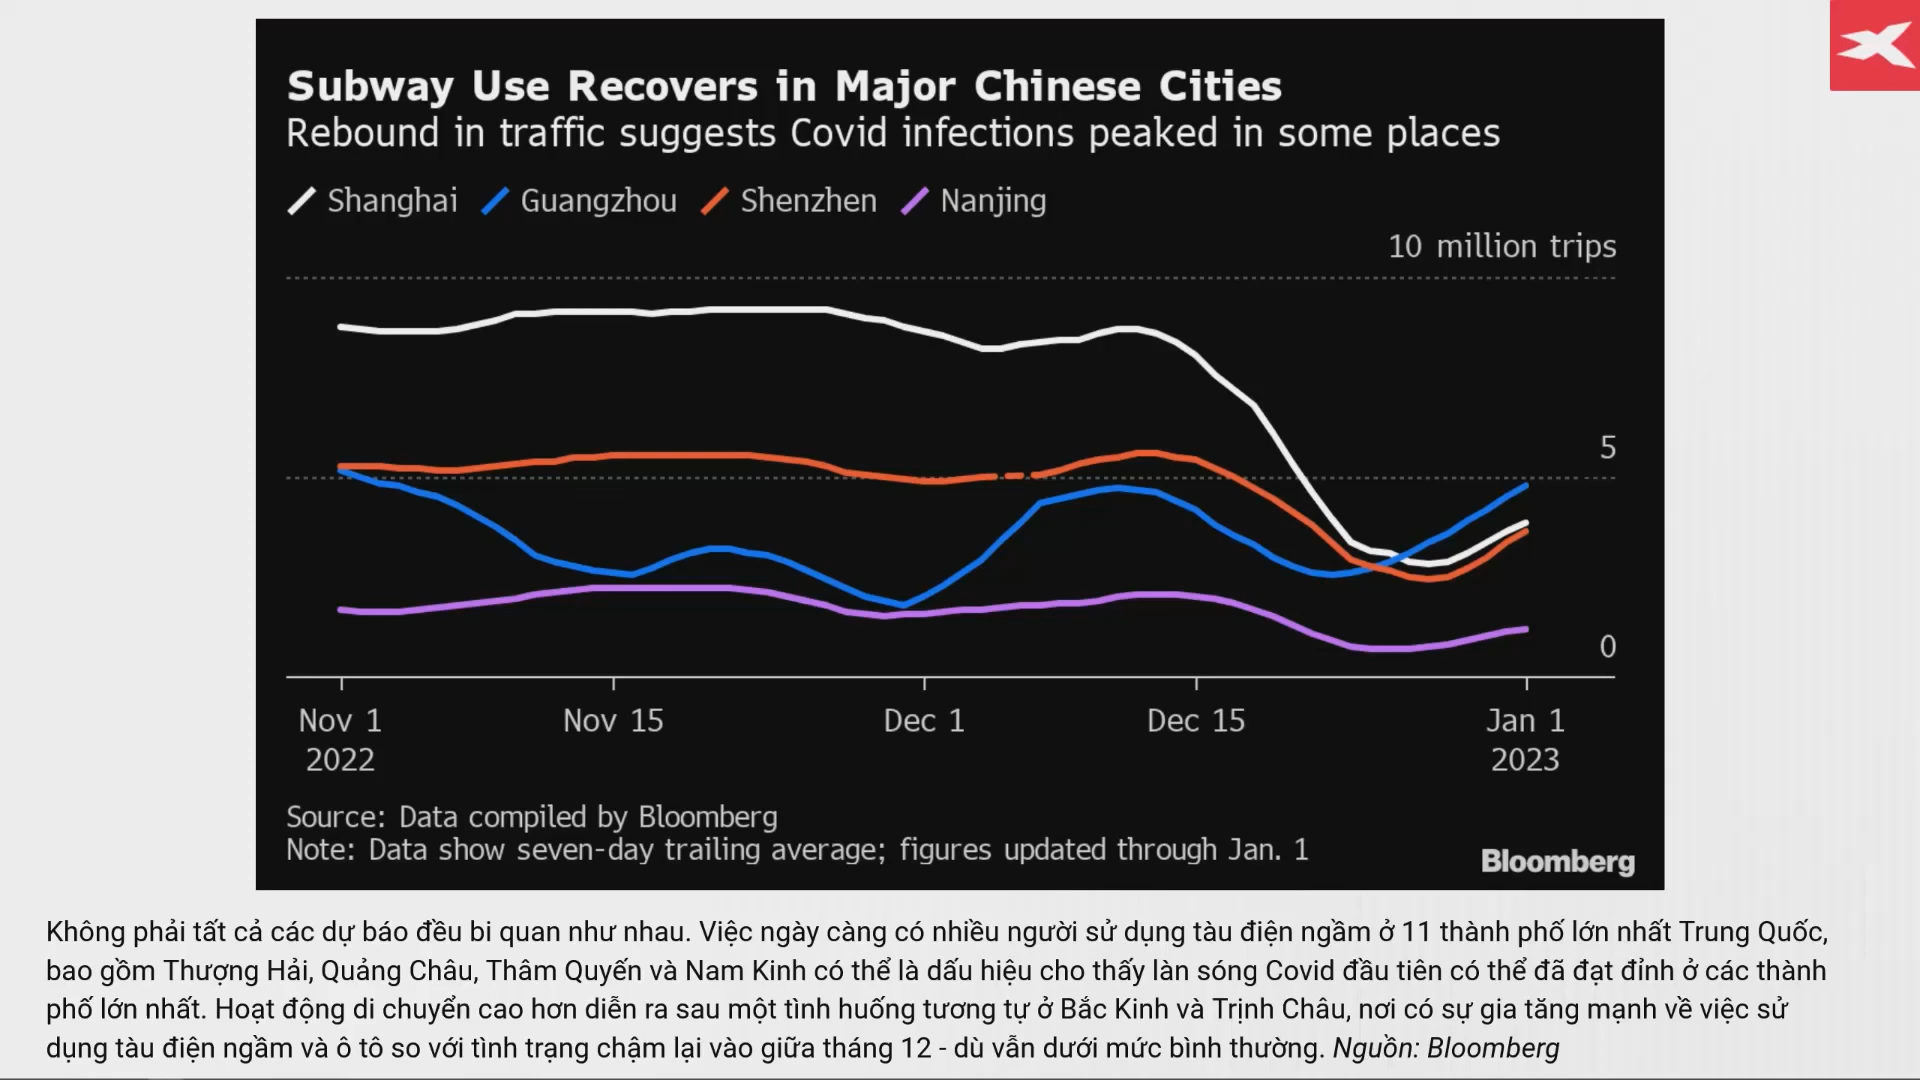 Subway Use Recovers in Major Chinese Cities
Rebound in traffic suggests Covid infections peaked in some places
Shanghai Guangzhou Shenzhen Nanjing
10 million trips
5
0
Nov 1 Nov 15 Dec 1 Dec 15 Jan 1
2022 2023
Source: Data compiled by Bloomberg
Note: Data show seven-day trailing average; figures updated through Jan. 1
Bloomberg
Không phải tất cả các dự báo đều bi quan như nhau. Việc ngày càng có nhiều người sử dụng tàu điện ngầm ở 11 thành phố lớn nhất Trung Quốc,
bao gồm Thượng Hải, Quảng Châu, Thâm Quyến và Nam Kinh có thể là dấu hiệu cho thấy làn sóng Covid đầu tiên có thể đã đạt đỉnh ở các thành
phố lớn nhất. Hoạt động di chuyển cao hơn diễn ra sau một tình huống tương tự ở Bắc Kinh và Trịnh Châu, nơi có sự gia tăng mạnh về việc sử
dụng tàu điện ngầm và ô tô so với tình trạng chậm lại vào giữa tháng 12 - dù vẫn dưới mức bình thường. Nguồn: Bloomberg